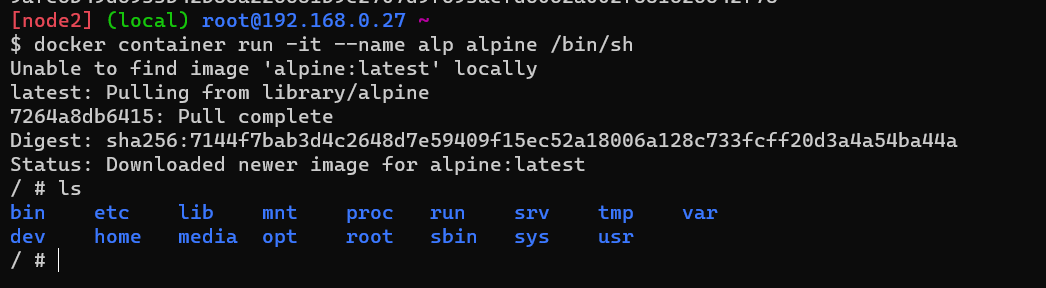 [node2] (local) root@192.168.0.27 ~
$ docker container run -it --name alp alpine /bin/sh
Unable to find image 'alpine:latest' locally
latest: Pulling from library/alpine
7264a8db6415: Pull complete
Digest: sha256:7144f7bab3d4c2648d7e59409f15ec52a18006a128c733fcff20d3a4a54ba44a
Status: Downloaded newer image for alpine:latest
/ # ls
bin    etc    lib    mnt    proc   run    srv    tmp    var
dev    home   media  opt    root   sbin   sys    usr
/ #